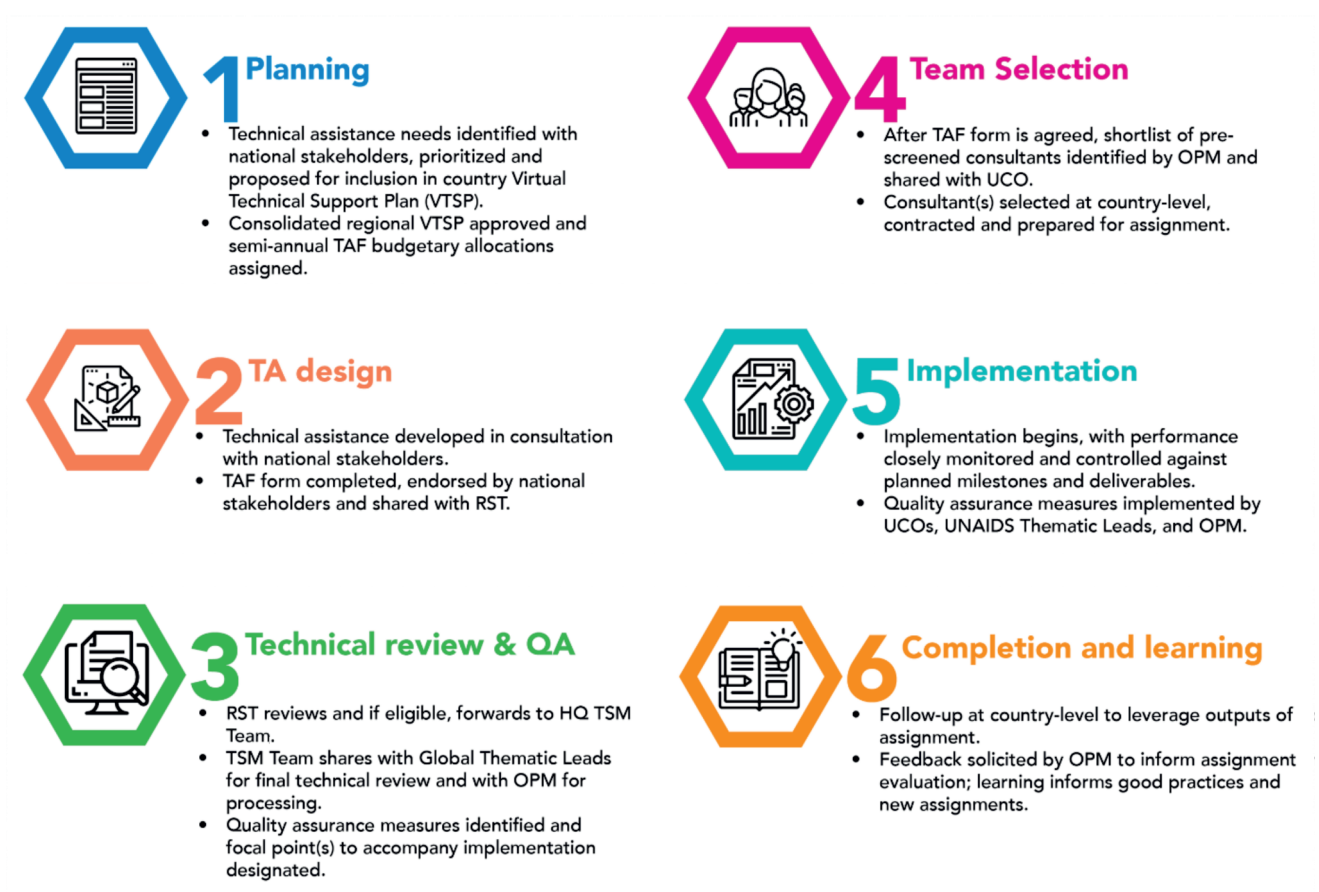 1 Planning
• Technical assistance needs identified with
national stakeholders, prioritized and
proposed for inclusion in country Virtual
Technical Support Plan (VTSP).
• Consolidated regional VTSP approved and
semi-annual TAF budgetary allocations
assigned.
2 TA design
• Technical assistance developed in consultation
with national stakeholders.
• TAF form completed, endorsed by national
stakeholders and shared with RST.
3 Technical review & QA
• RST reviews and if eligible, forwards to HQ TSM
Team.
• TSM Team shares with Global Thematic Leads
for final technical review and with OPM for
processing.
• Quality assurance measures identified and
focal point(s) to accompany implementation
designated.
4 Team Selection
• After TAF form is agreed, shortlist of pre-
screened consultants identified by OPM and
shared with UCO.
• Consultant(s) selected at country-level,
contracted and prepared for assignment.
5 Implementation
• Implementation begins, with performance
closely monitored and controlled against
planned milestones and deliverables.
• Quality assurance measures implemented by
UCOs, UNAIDS Thematic Leads, and OPM.
6 Completion and learning
• Follow-up at country-level to leverage outputs of
assignment.
• Feedback solicited by OPM to inform assignment
evaluation; learning informs good practices and
new assignments.